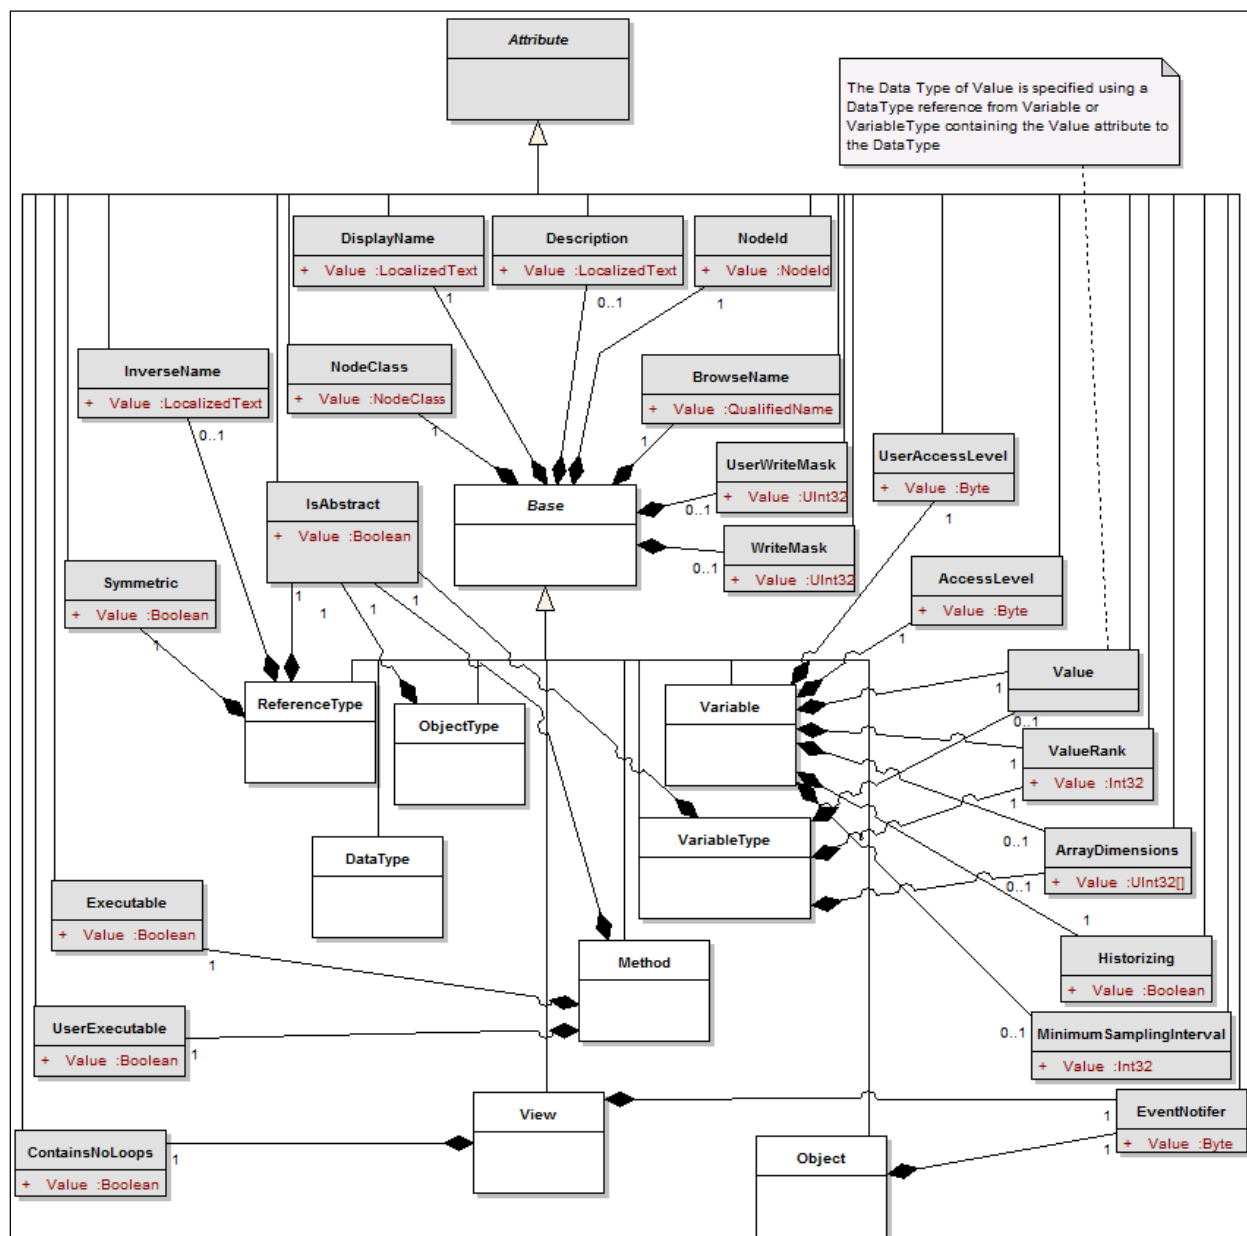 Attribute
The Data Type of Value is specified using a
DataType reference from Variable or
VariableType containing the Value attribute to
the DataType
DisplayName
+ Value :LocalizedText
1
Description
+ Value :LocalizedText
0..1
NodeId
+ Value :NodeId
1
InverseName
+ Value :LocalizedText
0..1
NodeClass
+ Value :NodeClass
1
BrowseName
+ Value :QualifiedName
1
UserWriteMask
+ Value :UInt32
0..1
UserAccessLevel
+ Value :Byte
1
IsAbstract
+ Value :Boolean
1
1
1
1
Base
WriteMask
+ Value :UInt32
0..1
Symmetric
+ Value :Boolean
1
AccessLevel
+ Value :Byte
1
ReferenceType
ObjectType
Variable
Value
1
0..1
ValueRank
+ Value :Int32
1
1
DataType
VariableType
ArrayDimensions
+ Value :UInt32[]
0..1
0..1
Executable
+ Value :Boolean
1
Method
Historizing
+ Value :Boolean
1
UserExecutable
+ Value :Boolean
1
MinimumSamplingInterval
+ Value :Int32
0..1
View
EventNotifer
+ Value :Byte
1
1
ContainsNoLoops
+ Value :Boolean
1
Object